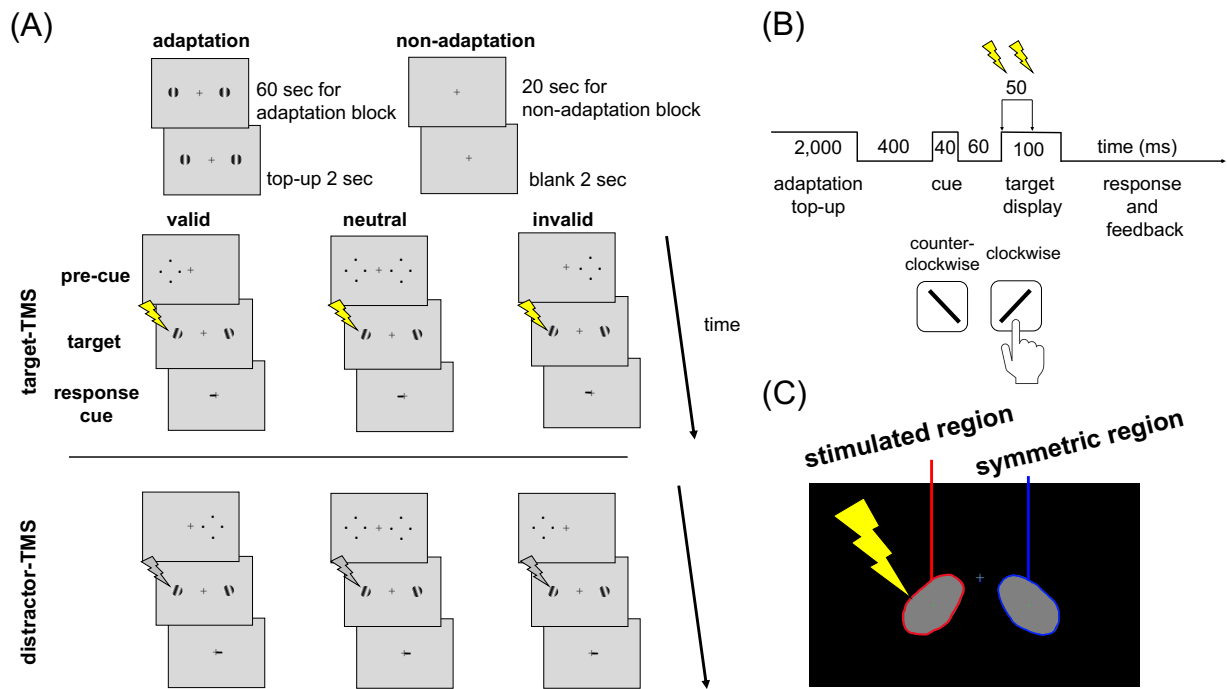 (A)
adaptation
non-adaptation
60 sec for
adaptation block
20 sec for
non-adaptation block
top-up 2 sec
blank 2 sec
valid
neutral
invalid
target-TMS
pre-cue
target
response
cue
time
distractor-TMS
(B)
50
2,000
400
40
60
100
time (ms)
adaptation
top-up
cue
target
display
response
and
feedback
counter-
clockwise
clockwise
(C)
stimulated region
symmetric region